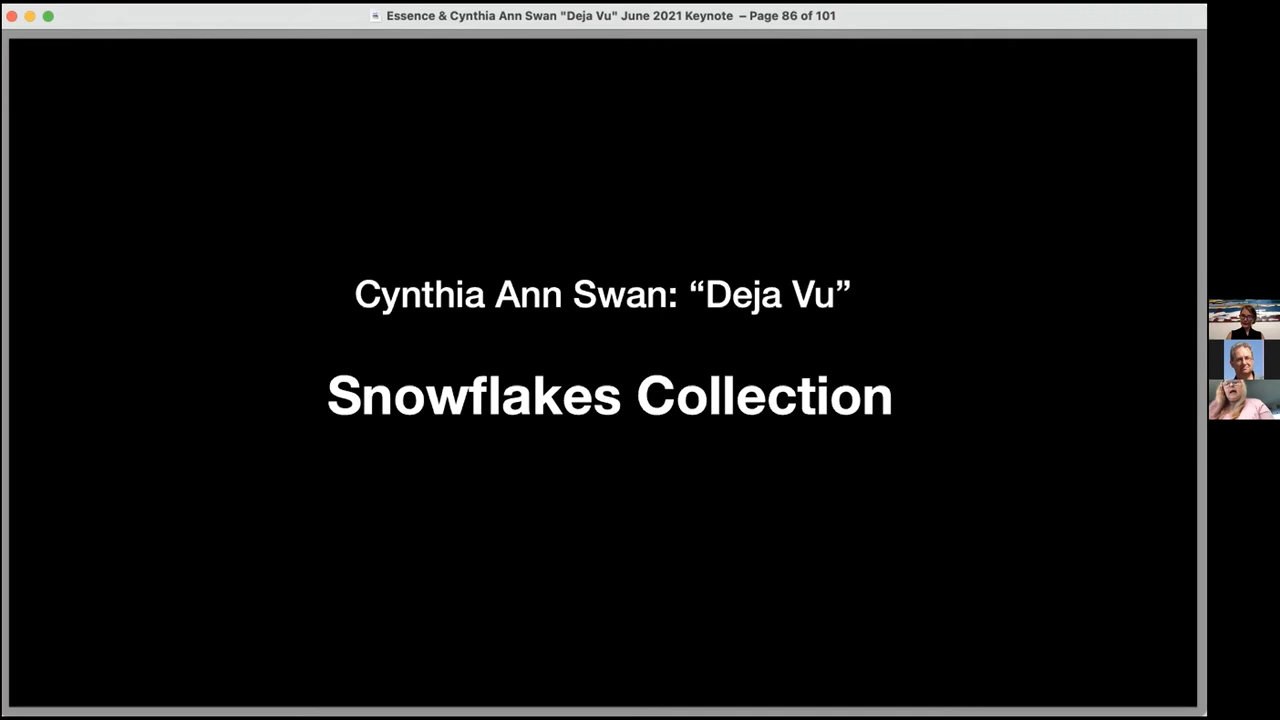 Essence & Cynthia Ann Swan "Deja Vu" June 2021 Keynote – Page 86 of 101
Cynthia Ann Swan: “Deja Vu”
Snowflakes Collection